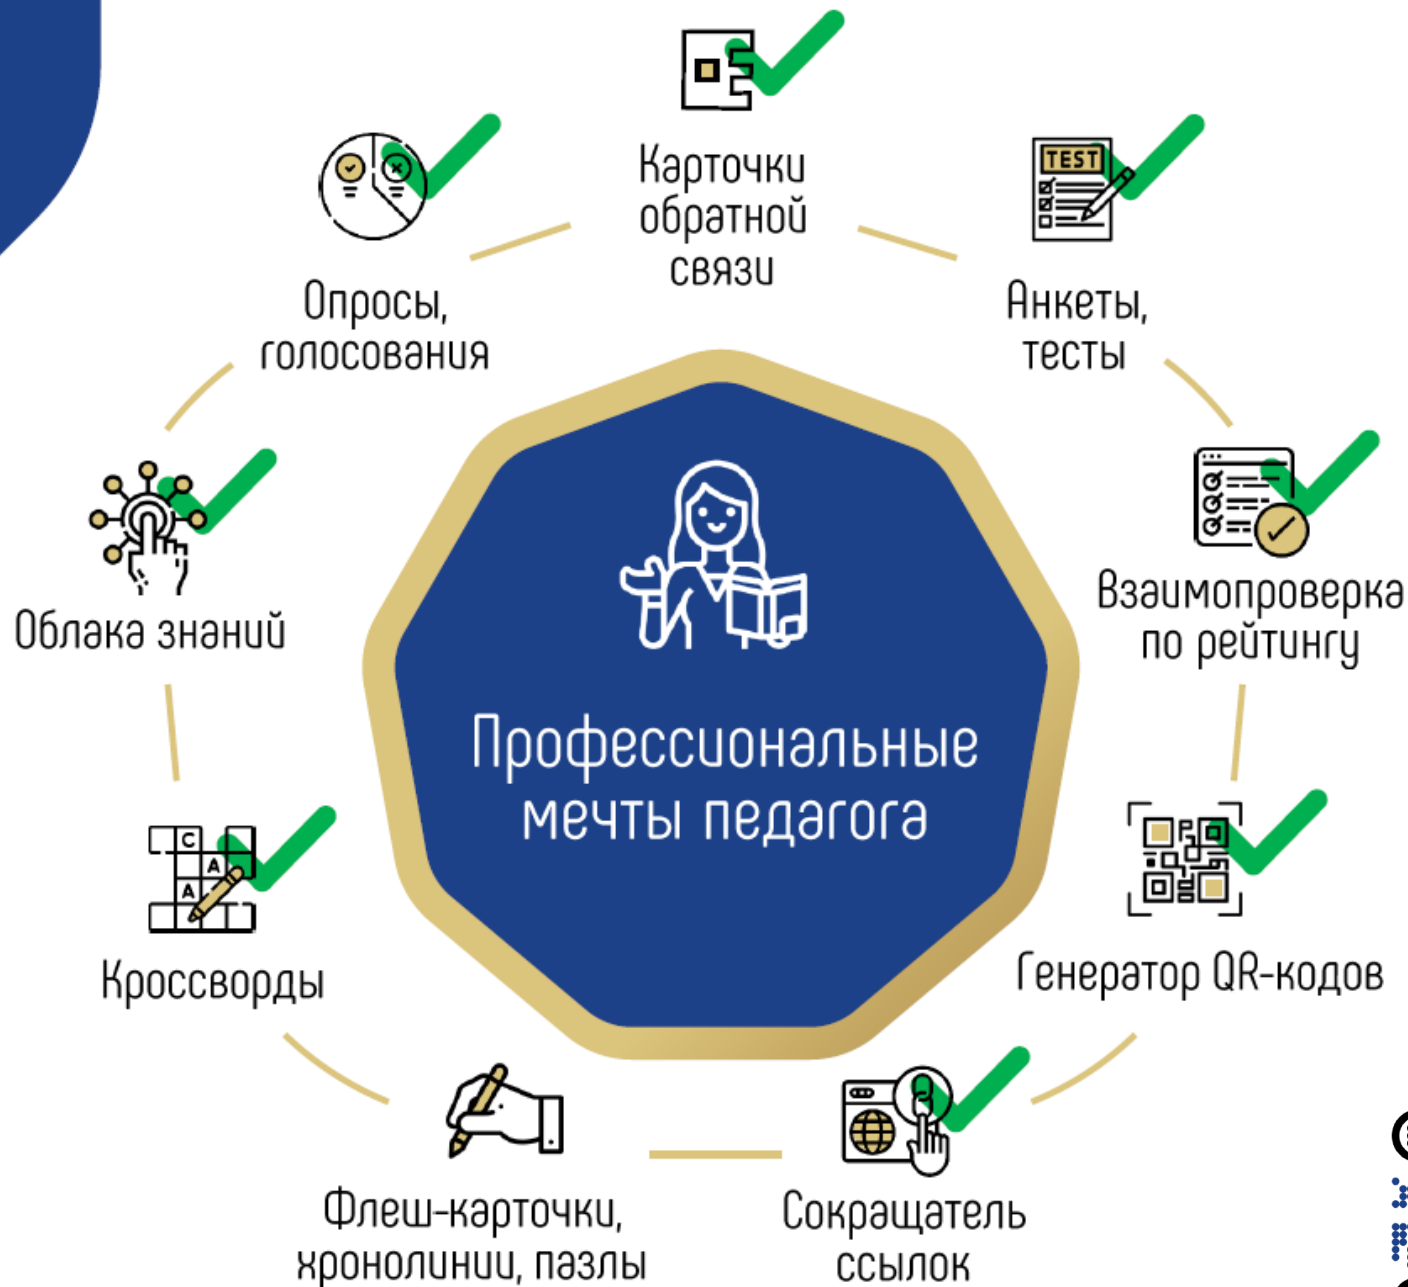 Карточки
обратной
связи
Опросы,
голосования
TEST
Анкеты,
тесты
Облака знаний
Взаимопроверка
по рейтингу
Профессиональные
мечты педагога
C
A
A
Кроссворды
Генератор QR-кодов
Флеш-карточки,
хронолинии, пазлы
Сокращатель
ссылок